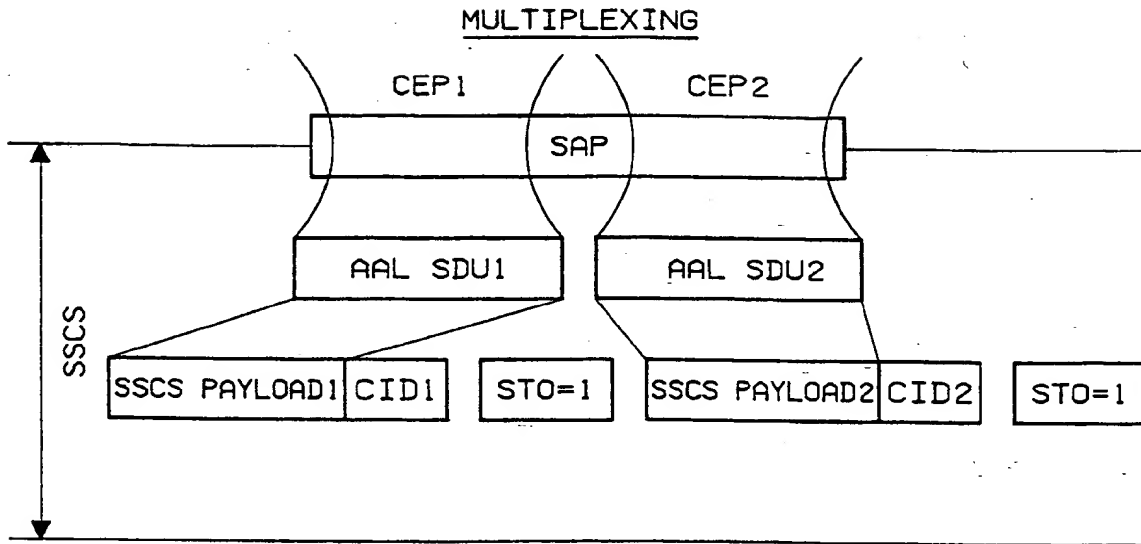 MULTIPLEXING
CEP1 CEP2
SAP
AAL SDU1 AAL SDU2
SSCS
SSCS PAYLOAD1 CID1 STO=1 SSCS PAYLOAD2 CID2 STO=1